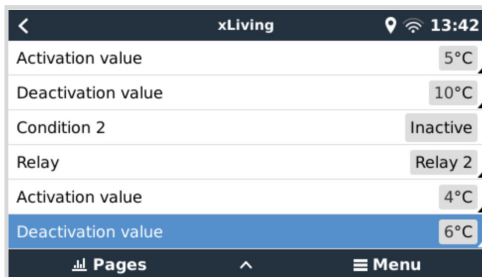 xLiving 13:42
Activation value 5°C
Deactivation value 10°C
Condition 2 Inactive
Relay Relay 2
Activation value 4°C
Deactivation value 6°C
Pages Menu